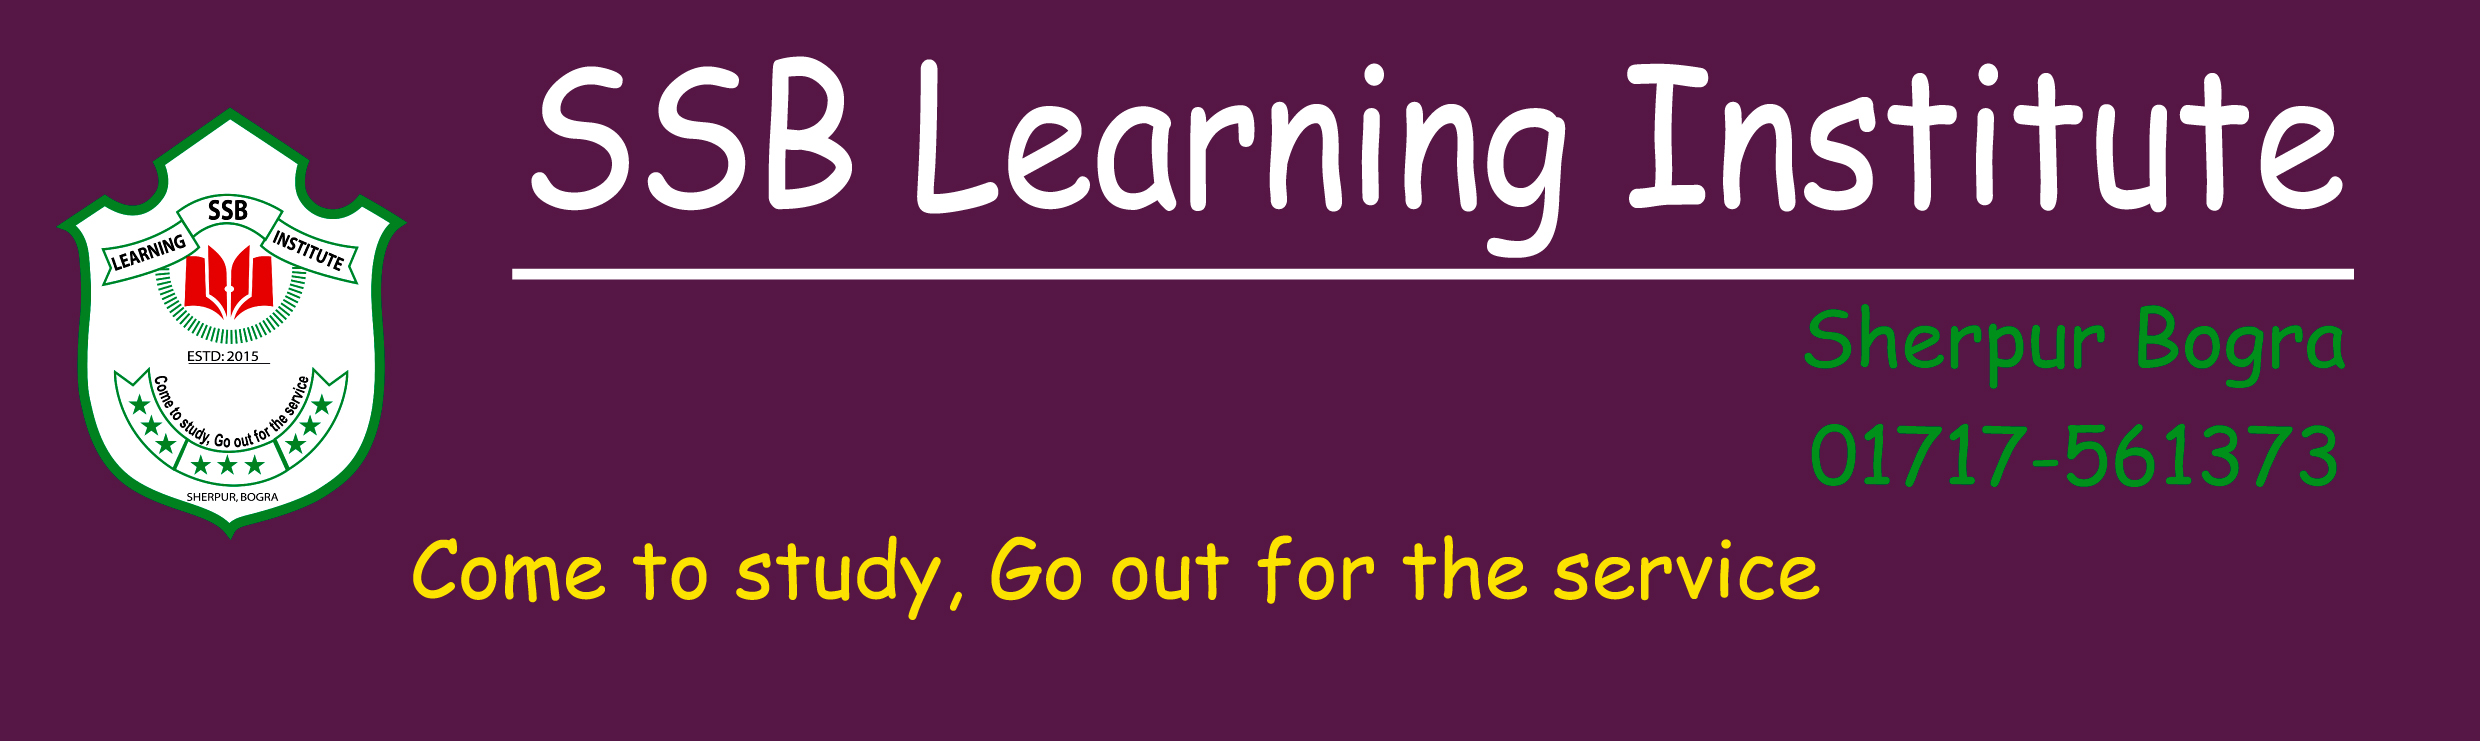 SSB Learning Institute
SSB
LEARNING INSTITUTE
ESTD: 2015
Come to study, Go out for the service
SHERPUR, BOGRA
Sherpur Bogra
01717-561373
Come to study, Go out for the service